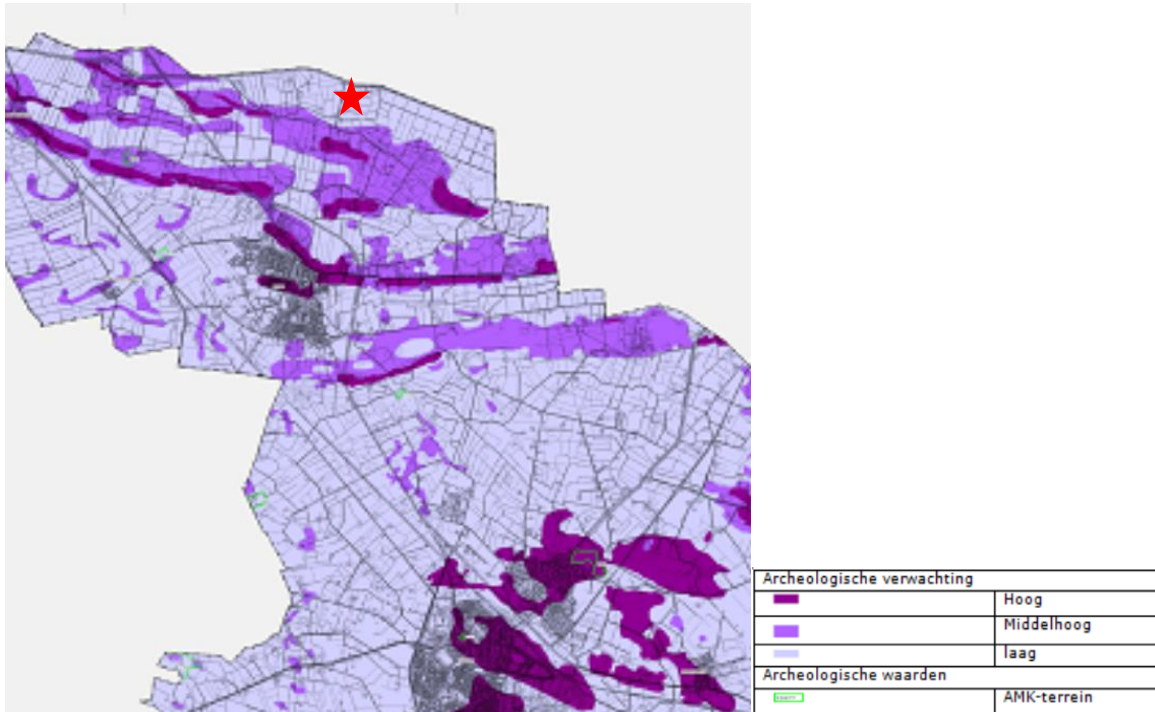 Archeologische verwachting
Hoog
Middelhoog
laag
Archeologische waarden
AMK-terrein